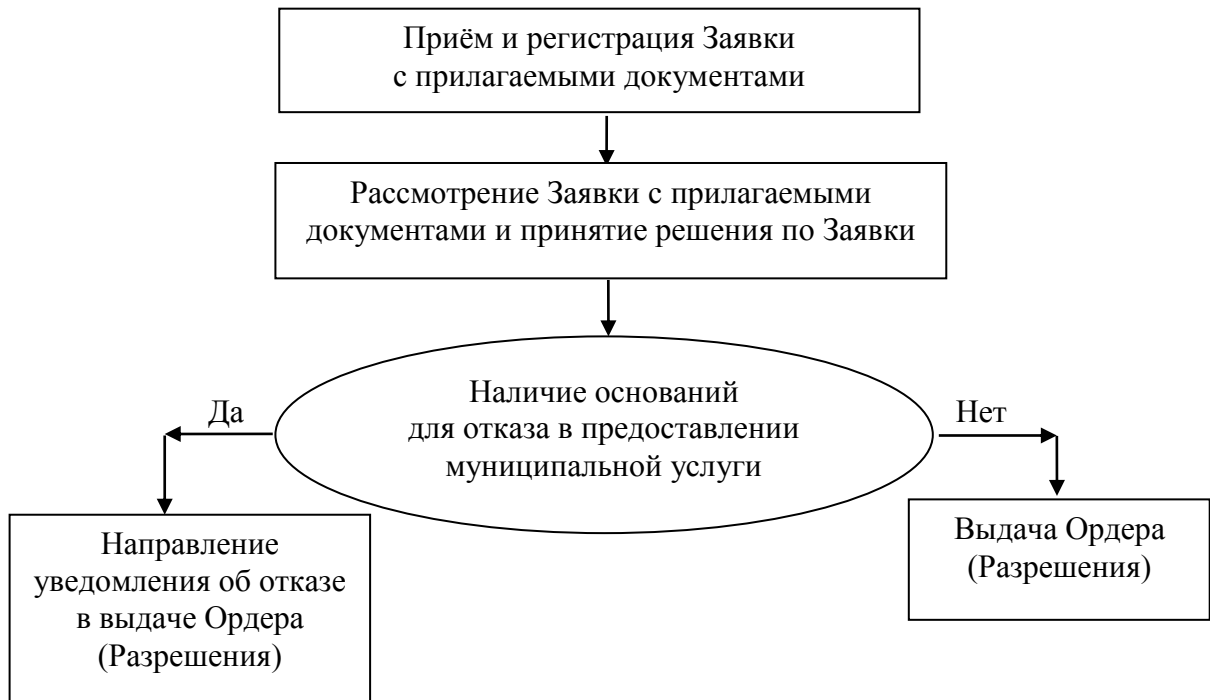 Приём и регистрация Заявки
с прилагаемыми документами
Рассмотрение Заявки с прилагаемыми
документами и принятие решения по Заявки
Наличие оснований
для отказа в предоставлении
муниципальной услуги
Да
Нет
Направление
уведомления об отказе
в выдаче Ордера
(Разрешения)
Выдача Ордера
(Разрешения)